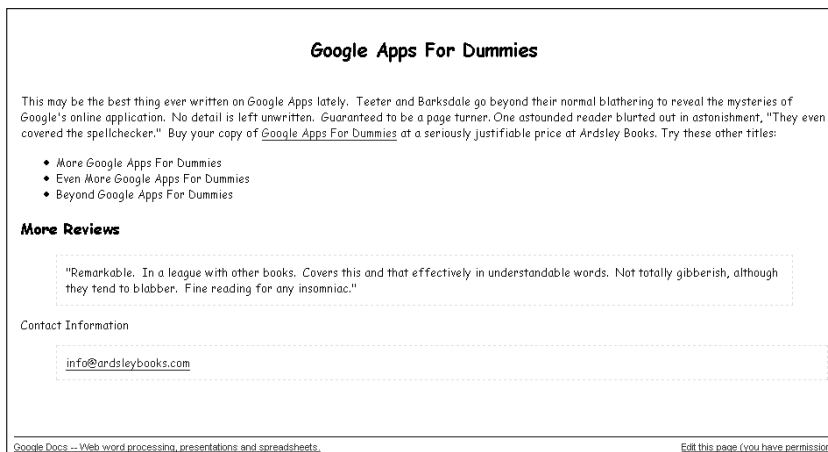 Google Apps For Dummies
This may be the best thing ever written on Google Apps lately. Teeter and Barksdale go beyond their normal blathering to reveal the mysteries of
Google's online application. No detail is left unwritten. Guaranteed to be a page turner. One astounded reader blurted out in astonishment, "They even
covered the spellchecker." Buy your copy of Google Apps For Dummies at a seriously justifiable price at Ardsley Books. Try these other titles:
• More Google Apps For Dummies
• Even More Google Apps For Dummies
• Beyond Google Apps For Dummies
More Reviews
"Remarkable. In a league with other books. Covers this and that effectively in understandable words. Not totally gibberish, although
they tend to blabber. Fine reading for any insomniac."
Contact Information
info@ardsleybooks.com
Google Docs -- Web word processing, presentations and spreadsheets. Edit this page (you have permission